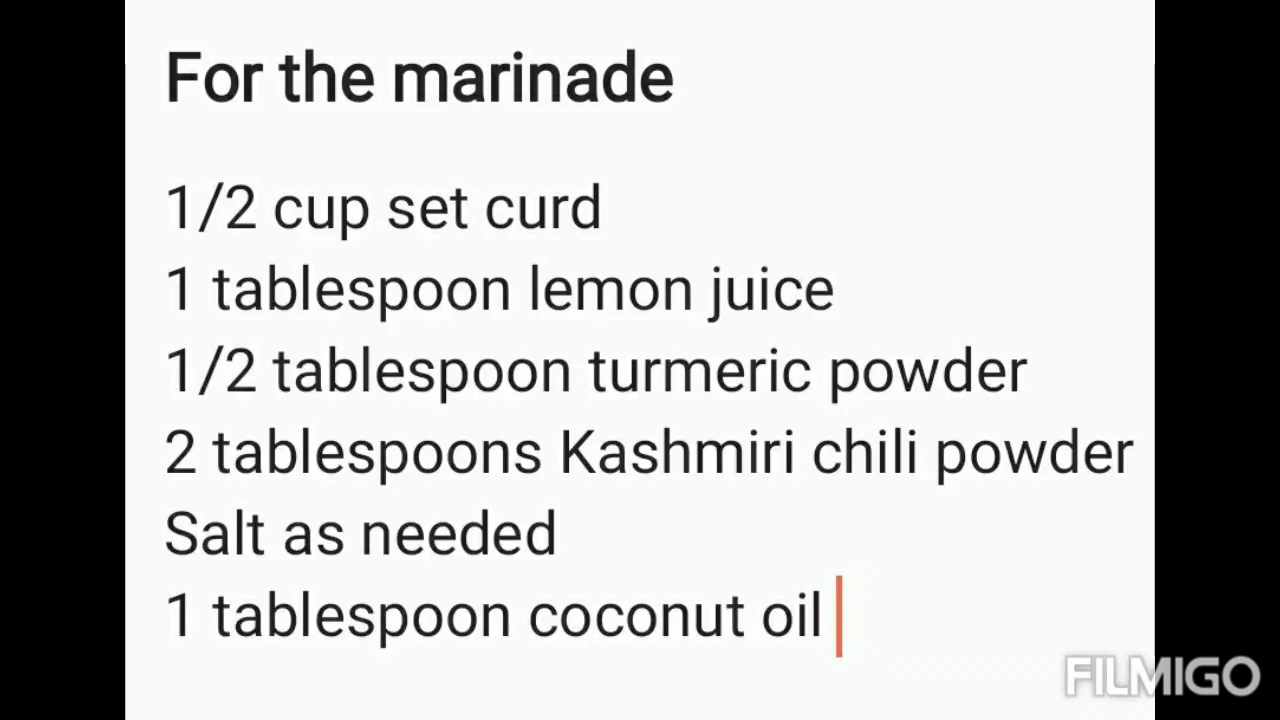 For the marinade
1/2 cup set curd
1 tablespoon lemon juice
1/2 tablespoon turmeric powder
2 tablespoons Kashmiri chili powder
Salt as needed
1 tablespoon coconut oil
FILMIGO